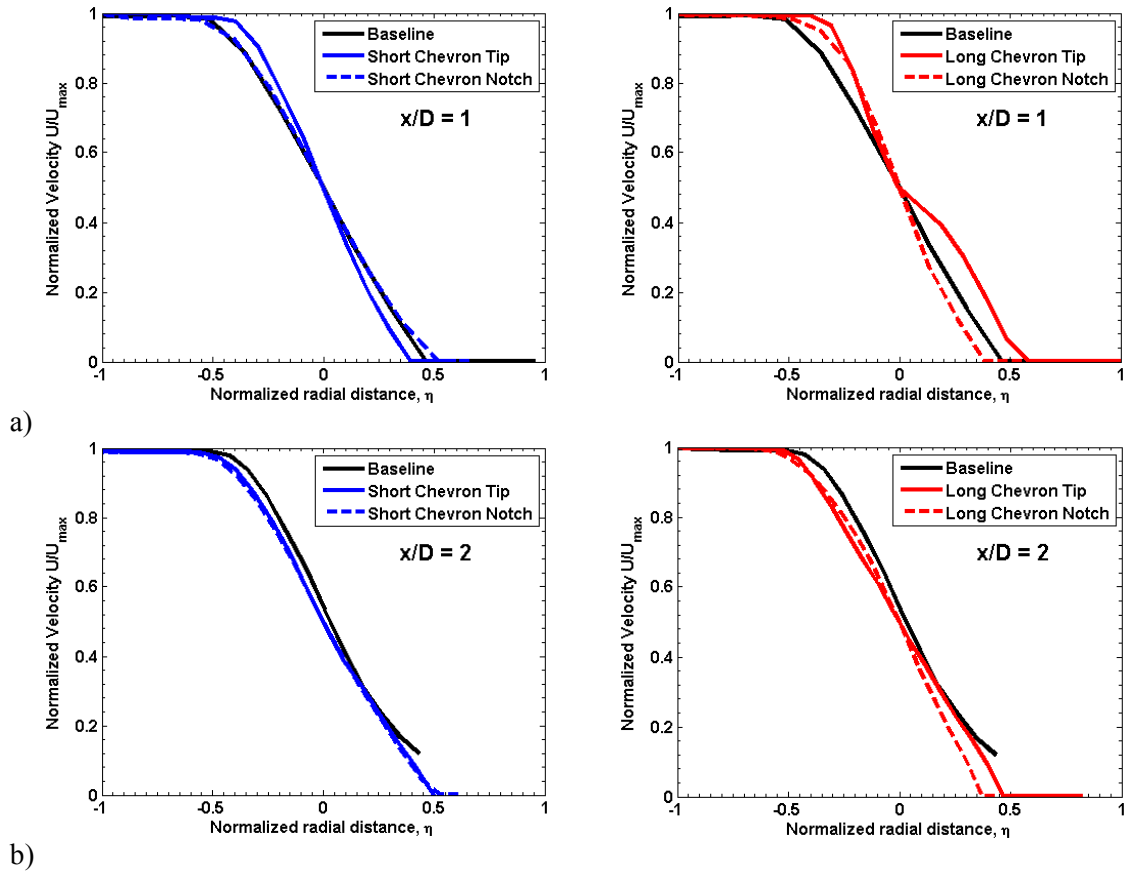 Normalized Velocity U/Umax
1
0.8
0.6
0.4
0.2
0
-1
-0.5
0
0.5
1
Normalized radial distance, η
Baseline
Short Chevron Tip
Short Chevron Notch
x/D = 1
Normalized Velocity U/Umax
1
0.8
0.6
0.4
0.2
0
-1
-0.5
0
0.5
1
Normalized radial distance, η
Baseline
Long Chevron Tip
Long Chevron Notch
x/D = 1
a)
Normalized Velocity U/Umax
1
0.8
0.6
0.4
0.2
0
-1
-0.5
0
0.5
1
Normalized radial distance, η
Baseline
Short Chevron Tip
Short Chevron Notch
x/D = 2
Normalized Velocity U/Umax
1
0.8
0.6
0.4
0.2
0
-1
-0.5
0
0.5
1
Normalized radial distance, η
Baseline
Long Chevron Tip
Long Chevron Notch
x/D = 2
b)